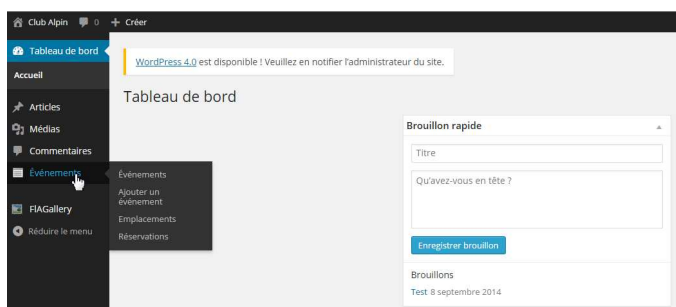 Club Alpin 0 + Créer
Tableau de bord
Accueil
Articles
Médias
Commentaires
Événements
FlAGallery
Réduire le menu
Événements
Ajouter un
événement
Emplacements
Réservations
WordPress 4.0 est disponible ! Veuillez en notifier l'administrateur du site.
Tableau de bord
Brouillon rapide
Titre
Qu'avez-vous en tête ?
Enregistrer brouillon
Brouillons
Test 8 septembre 2014